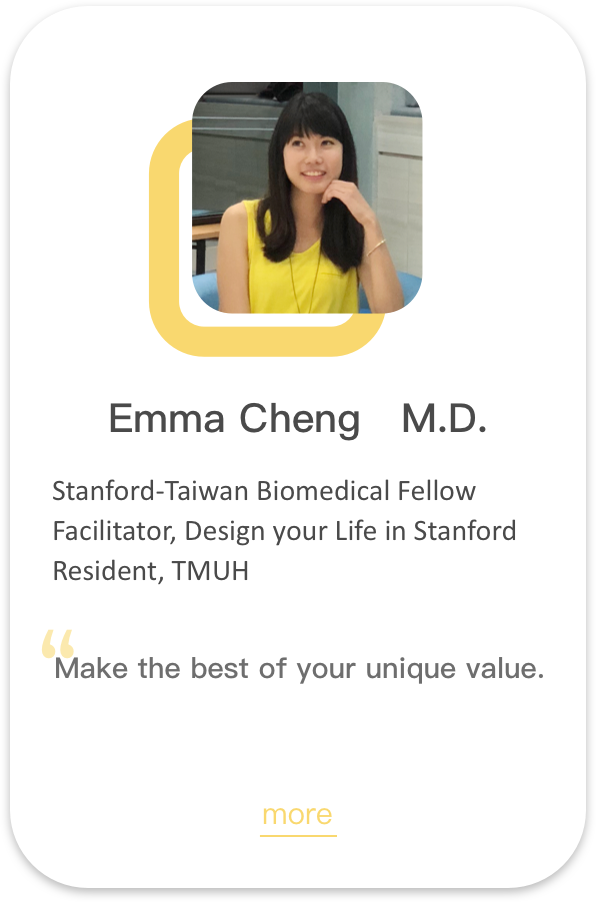 Emma Cheng M.D.
Stanford-Taiwan Biomedical Fellow
Facilitator, Design your Life in Stanford
Resident, TMUH
“Make the best of your unique value.
more